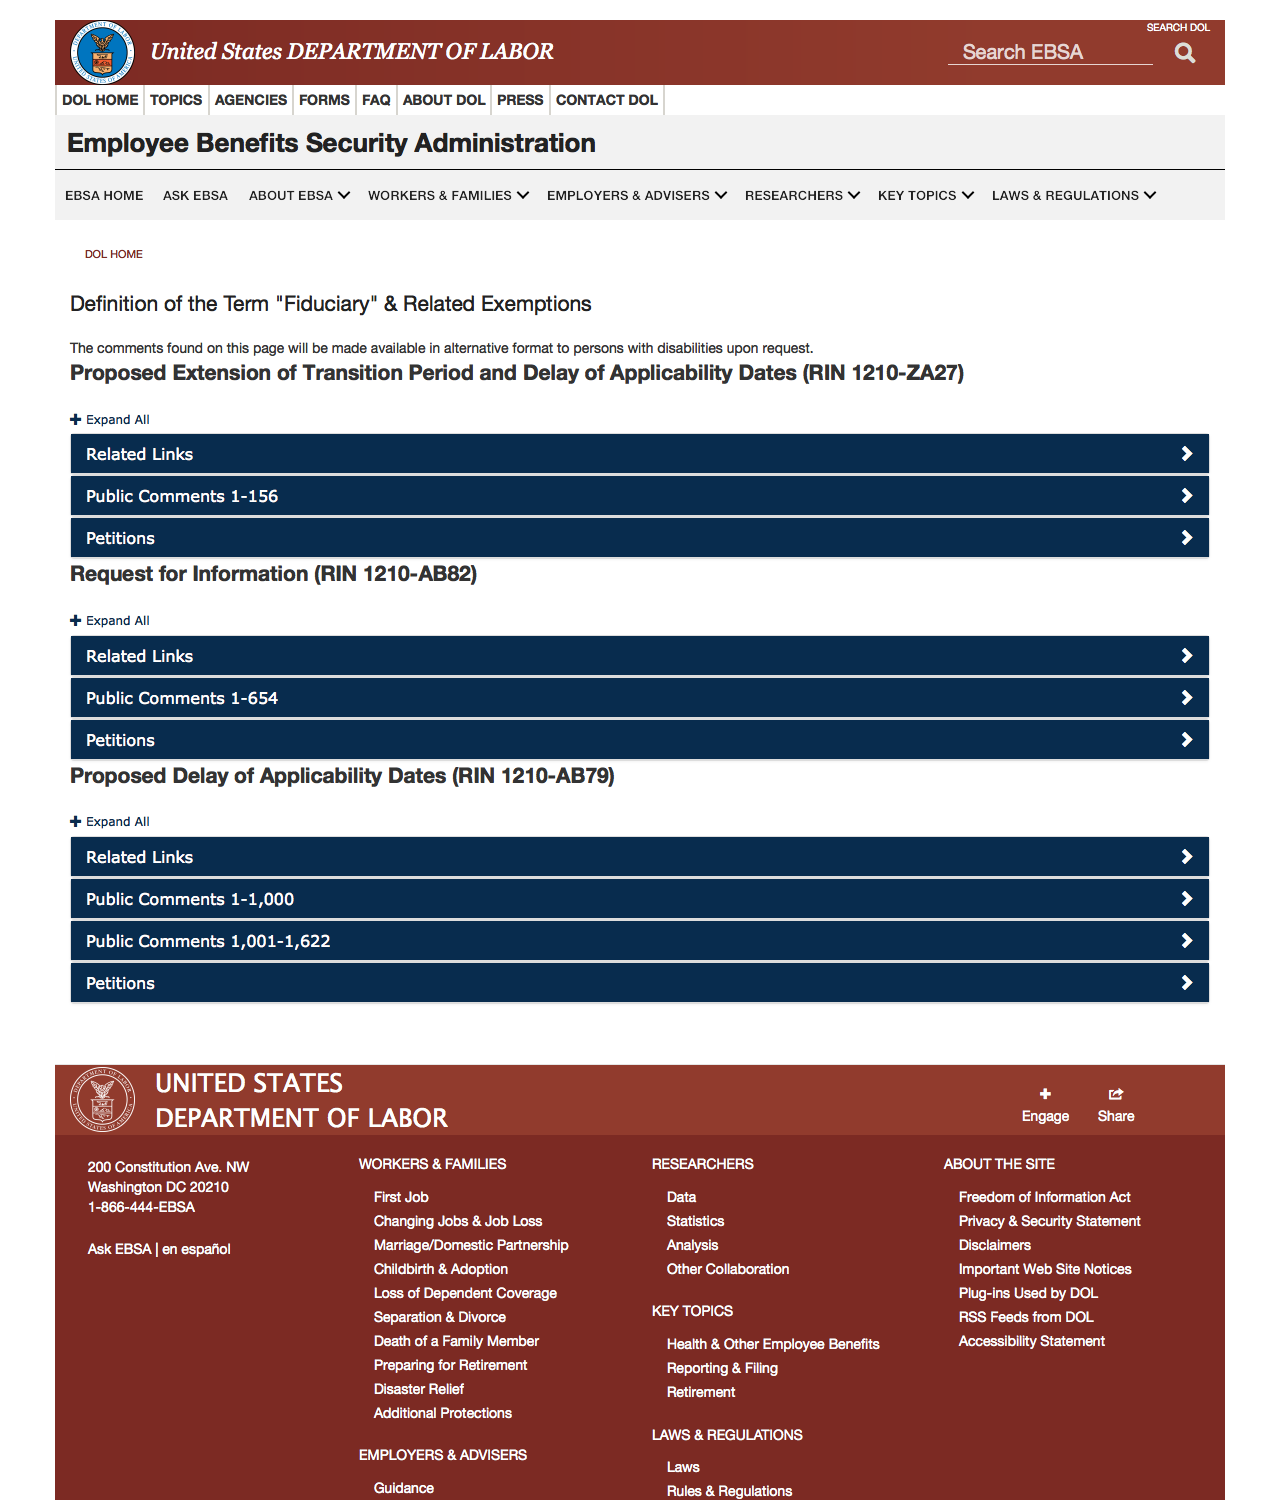 United States DEPARTMENT OF LABOR
SEARCH DOL
Search EBSA
DOL HOME TOPICS AGENCIES FORMS FAQ ABOUT DOL PRESS CONTACT DOL
Employee Benefits Security Administration
EBSA HOME ASK EBSA ABOUT EBSA WORKERS & FAMILIES EMPLOYERS & ADVISERS RESEARCHERS KEY TOPICS LAWS & REGULATIONS
DOL HOME
Definition of the Term "Fiduciary" & Related Exemptions
The comments found on this page will be made available in alternative format to persons with disabilities upon request.
Proposed Extension of Transition Period and Delay of Applicability Dates (RIN 1210-ZA27)
Expand All
Related Links
Public Comments 1-156
Petitions
Request for Information (RIN 1210-AB82)
Expand All
Related Links
Public Comments 1-654
Petitions
Proposed Delay of Applicability Dates (RIN 1210-AB79)
Expand All
Related Links
Public Comments 1-1,000
Public Comments 1,001-1,622
Petitions
UNITED STATES
DEPARTMENT OF LABOR
Engage
Share
200 Constitution Ave. NW
Washington DC 20210
1-866-444-EBSA
Ask EBSA | en español
WORKERS & FAMILIES
First Job
Changing Jobs & Job Loss
Marriage/Domestic Partnership
Childbirth & Adoption
Loss of Dependent Coverage
Separation & Divorce
Death of a Family Member
Preparing for Retirement
Disaster Relief
Additional Protections
EMPLOYERS & ADVISERS
Guidance
RESEARCHERS
Data
Statistics
Analysis
Other Collaboration
KEY TOPICS
Health & Other Employee Benefits
Reporting & Filing
Retirement
LAWS & REGULATIONS
Laws
Rules & Regulations
ABOUT THE SITE
Freedom of Information Act
Privacy & Security Statement
Disclaimers
Important Web Site Notices
Plug-ins Used by DOL
RSS Feeds from DOL
Accessibility Statement